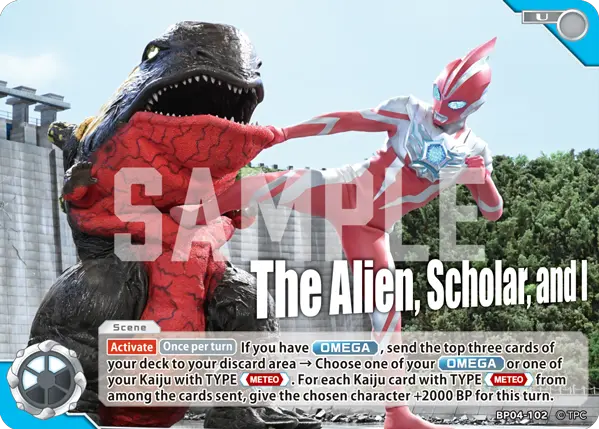 U
SAMPLE
The Alien, Scholar, and I
Scene
Activate Once per turn If you have OMEGA, send the top three cards of
your deck to your discard area → Choose one of your OMEGA or one of
your Kaiju with TYPE METEO. For each Kaiju card with TYPE METEO from
among the cards sent, give the chosen character +2000 BP for this turn.
BP04-102 ©TPC